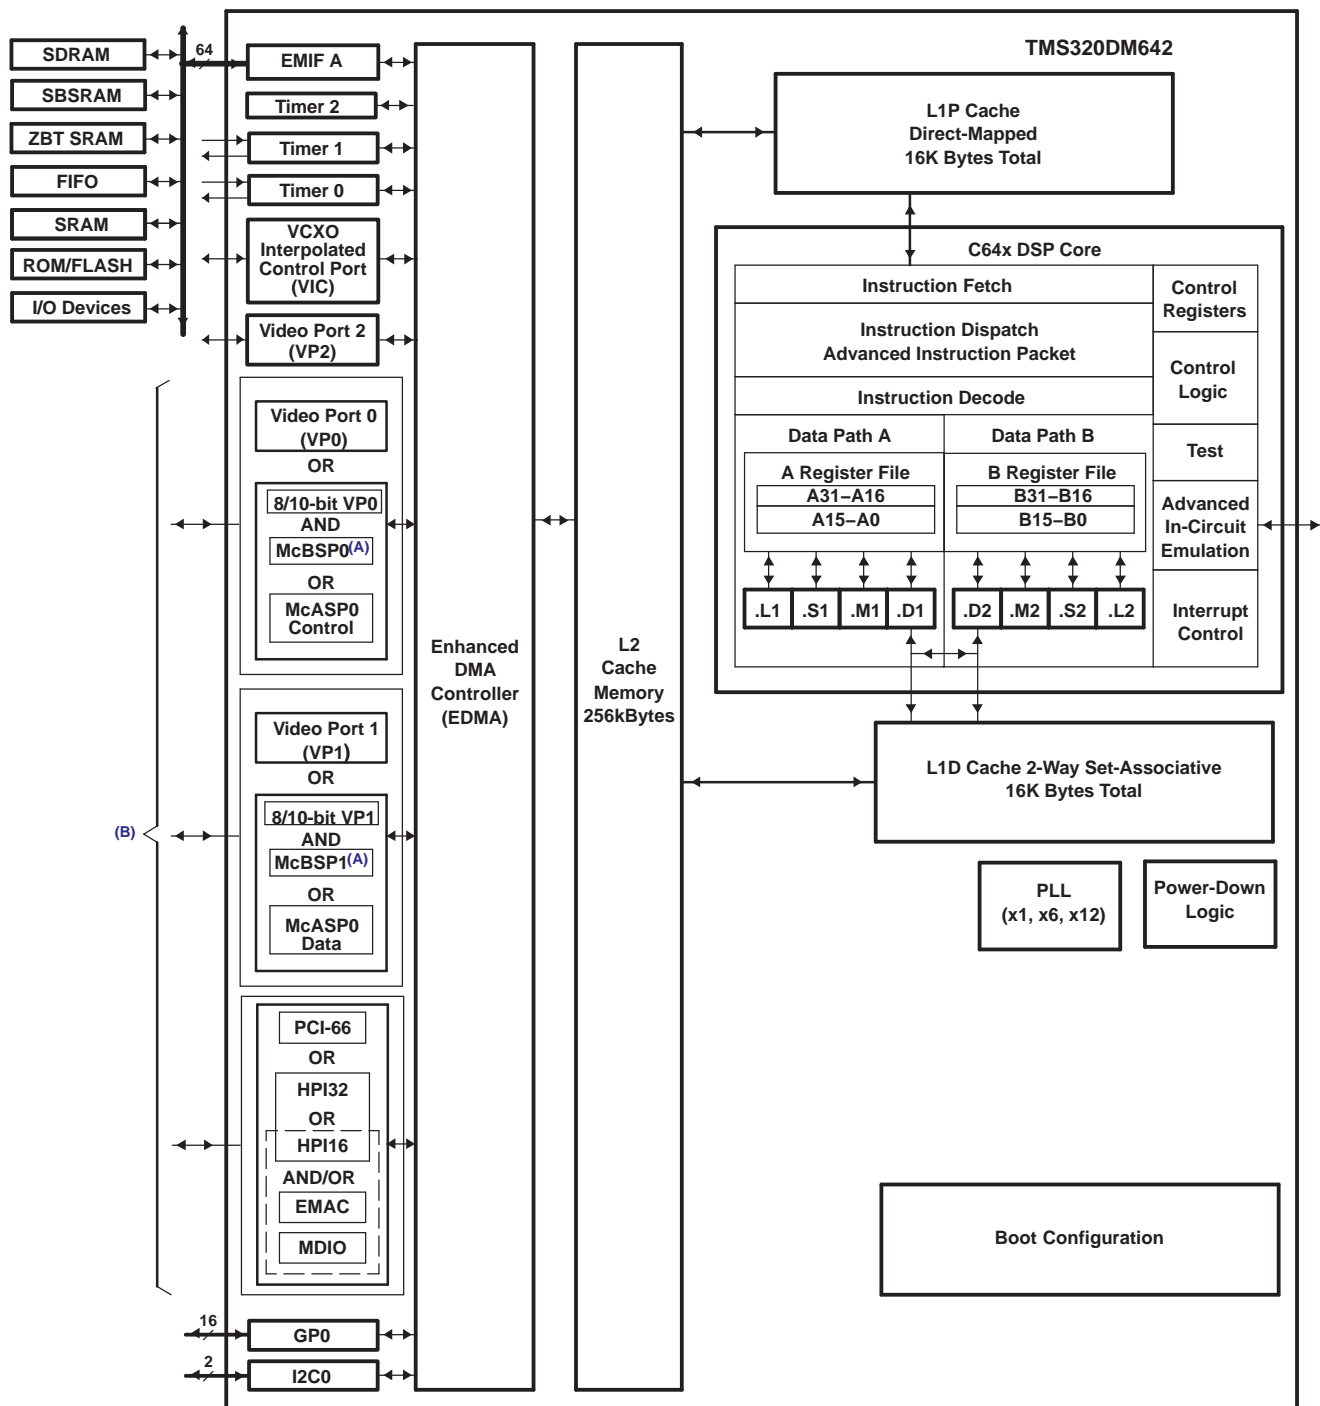 TMS320DM642
SDRAM
SBSRAM
ZBT SRAM
FIFO
SRAM
ROM/FLASH
I/O Devices
64
EMIF A
Timer 2
Timer 1
Timer 0
VCXO
Interpolated
Control Port
(VIC)
Video Port 2
(VP2)
Video Port 0
(VP0)
OR
8/10-bit VP0
AND
McBSP0(A)
OR
McASP0
Control
Video Port 1
(VP1)
OR
8/10-bit VP1
AND
McBSP1(A)
OR
McASP0
Data
(B)
PCI-66
OR
HPI32
OR
HPI16
AND/OR
EMAC
MDIO
16
GP0
2
I2C0
Enhanced
DMA
Controller
(EDMA)
L2
Cache
Memory
256kBytes
L1P Cache
Direct-Mapped
16K Bytes Total
C64x DSP Core
Instruction Fetch
Instruction Dispatch
Advanced Instruction Packet
Instruction Decode
Data Path A
A Register File
A31–A16
A15–A0
.L1
.S1
.M1
.D1
Data Path B
B Register File
B31–B16
B15–B0
.D2
.M2
.S2
.L2
Control
Registers
Control
Logic
Test
Advanced
In-Circuit
Emulation
Interrupt
Control
L1D Cache 2-Way Set-Associative
16K Bytes Total
PLL
(x1, x6, x12)
Power-Down
Logic
Boot Configuration